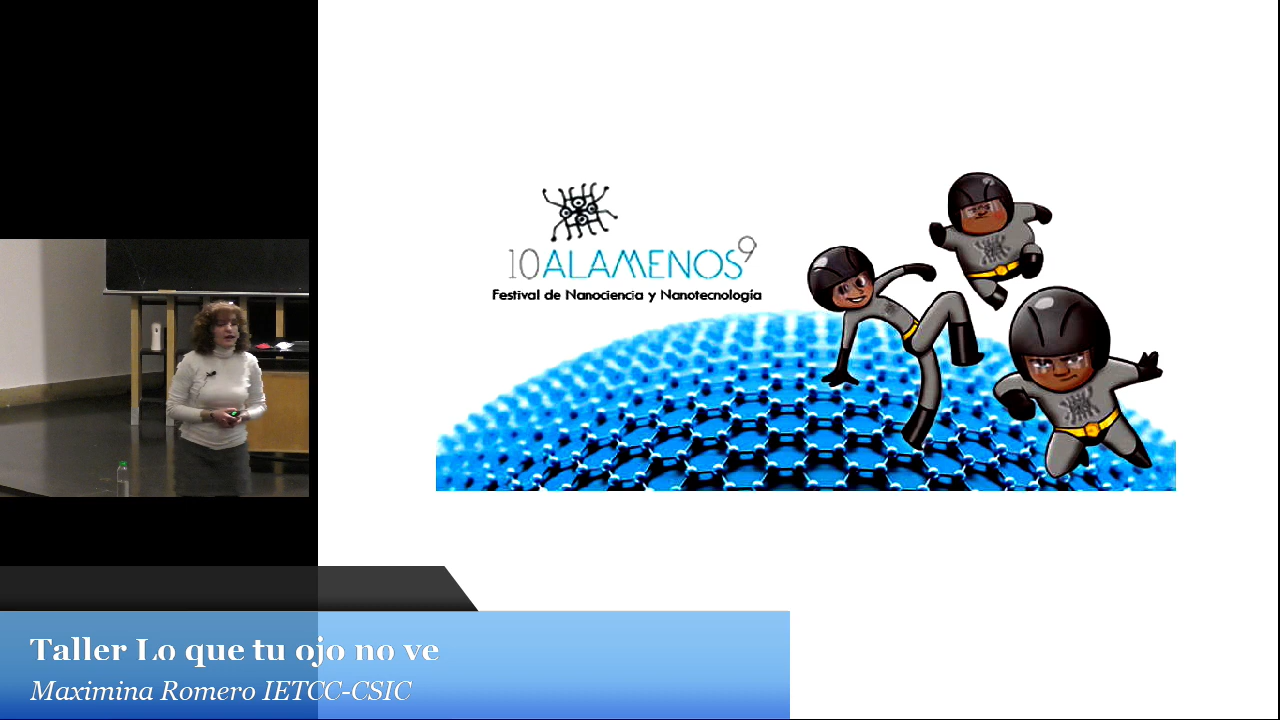 10ALAMENOS9
Festival de Nanociencia y Nanotecnología
Taller Lo que tu ojo no ve
Maximina Romero IETCC-CSIC